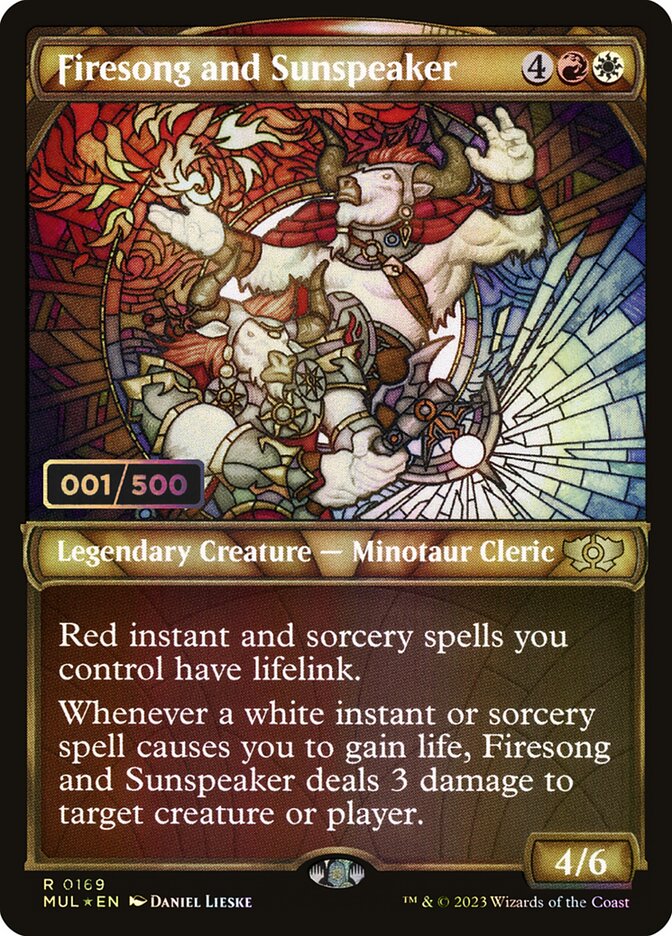 Firesong and Sunspeaker 4
001/500
Legendary Creature — Minotaur Cleric
Red instant and sorcery spells you
control have lifelink.
Whenever a white instant or sorcery
spell causes you to gain life, Firesong
and Sunspeaker deals 3 damage to
target creature or player.
4/6
R 0169
MUL★EN Daniel Lieske ™ & © 2023 Wizards of the Coast